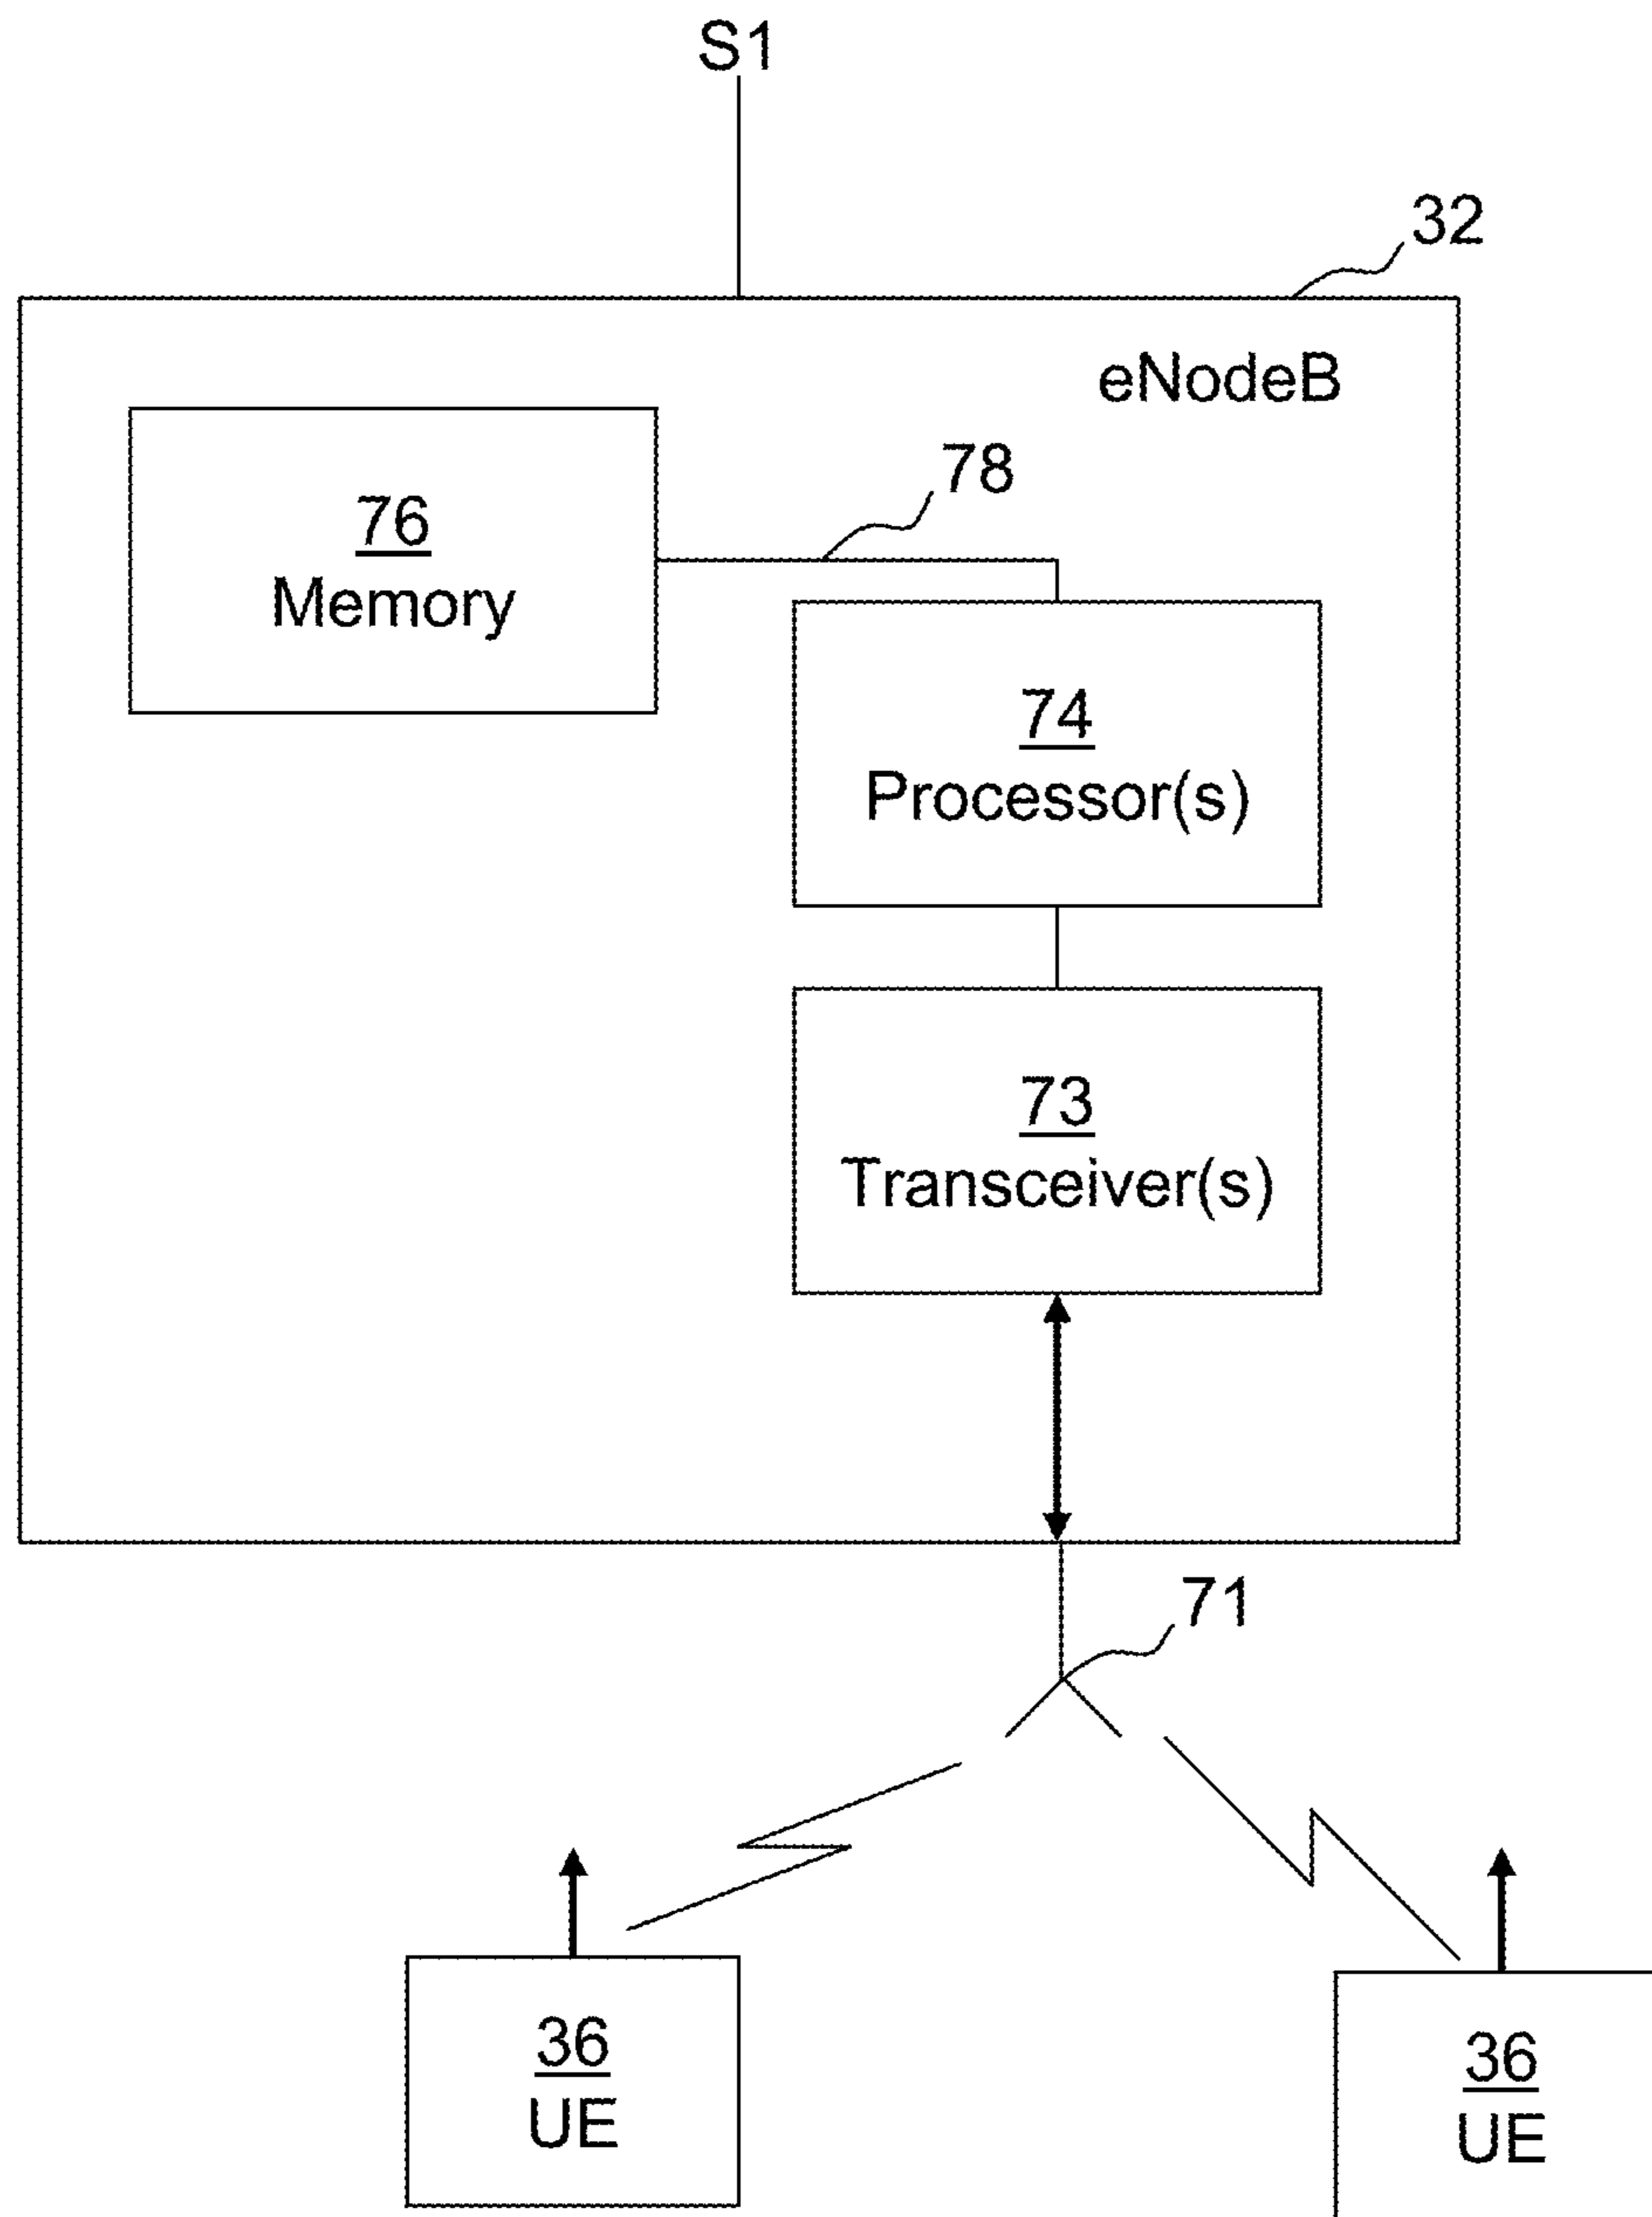 S1
32
eNodeB
78
76
Memory
74
Processor(s)
73
Transceiver(s)
71
36
UE
36
UE